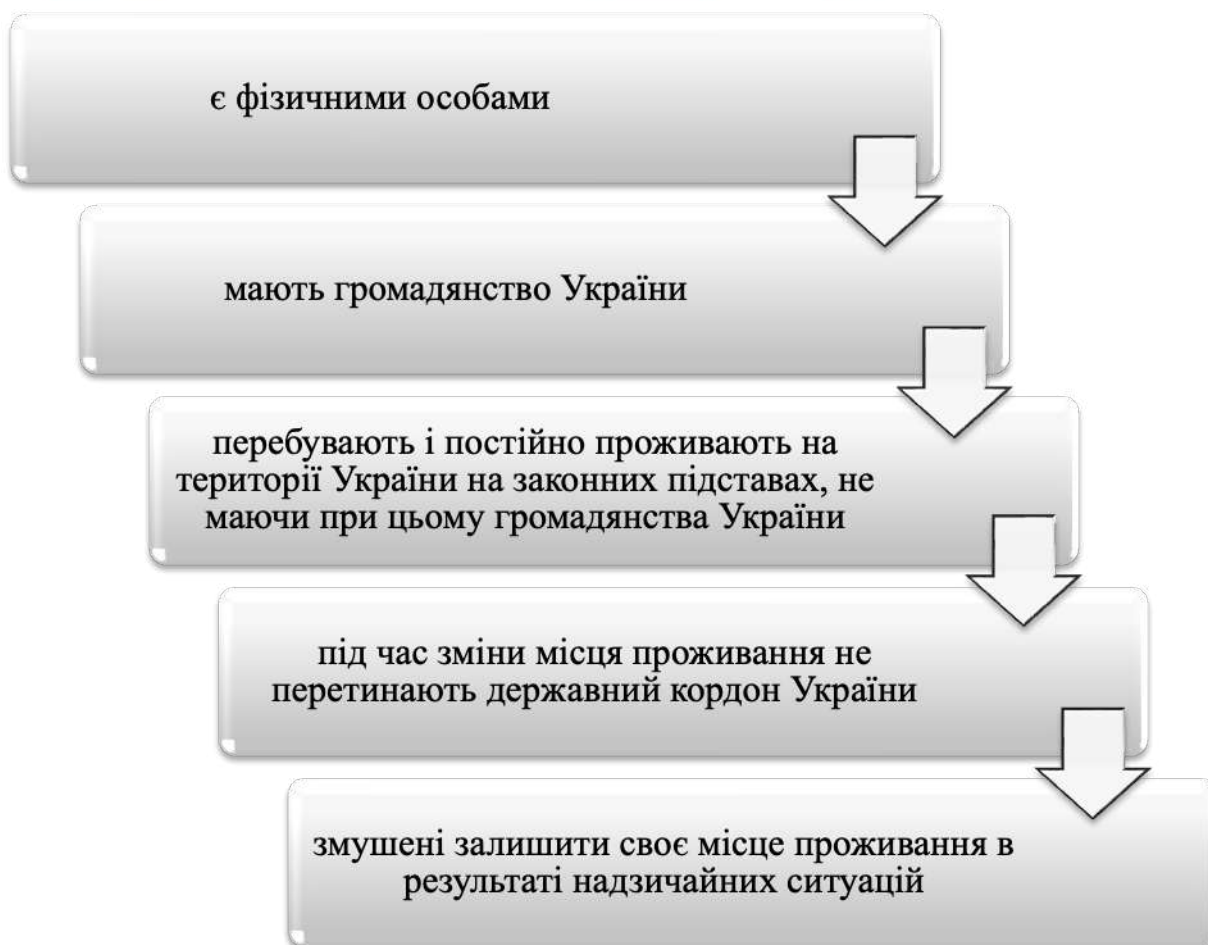 є фізичними особами
мають громадянство України
перебувають і постійно проживають на
території України на законних підставах, не
маючи при цьому громадянства України
під час зміни місця проживання не
перетинають державний кордон України
змушені залишити своє місце проживання в
результаті надзичайних ситуацій